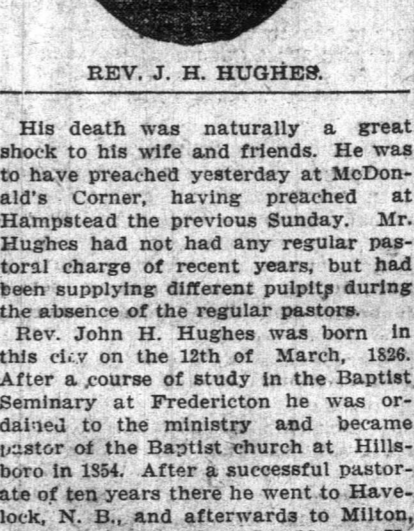 REV. J. H. HUGHES.
His death was naturally a great
shock to his wife and friends. He was
to have preached yesterday at McDon-
ald's Corner, having preached at
Hampstead the previous Sunday. Mr.
Hughes had not had any regular pas-
toral charge of recent years, but had
been supplying different pulpits during
the absence of the regular pastors.
Rev. John H. Hughes was born in
this city on the 12th of March, 1826.
After a course of study in the Baptist
Seminary at Fredericton he was or-
dained to the ministry and became
pastor of the Baptist church at Hills-
boro in 1854. After a successful pastor-
ate of ten years there he went to Have-
lock, N. B., and afterwards to Milton,